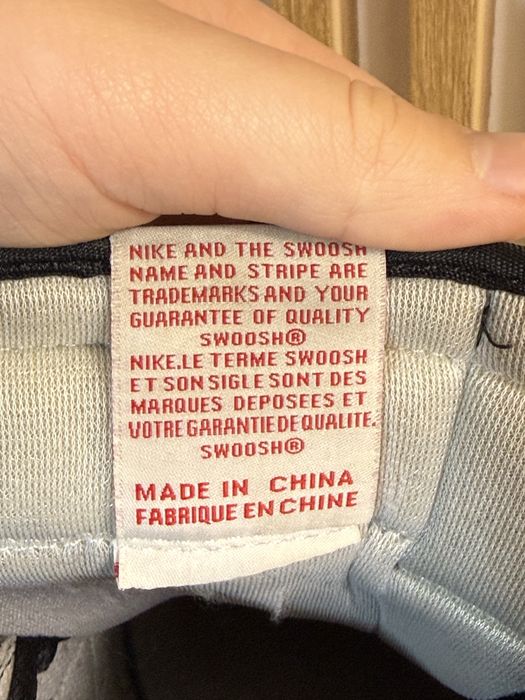 NIKE AND THE SWOOSH
NAME AND STRIPE ARE
TRADEMARKS AND YOUR
GUARANTEE OF QUALITY
SWOOSH®
NIKE.LE TERME SWOOSH
ET SON SIGLE SONT DES
MARQUES DEPOSEES ET
VOTRE GARANTIE DE QUALITE.
SWOOSH®
MADE IN CHINA
FABRIQUE EN CHINE